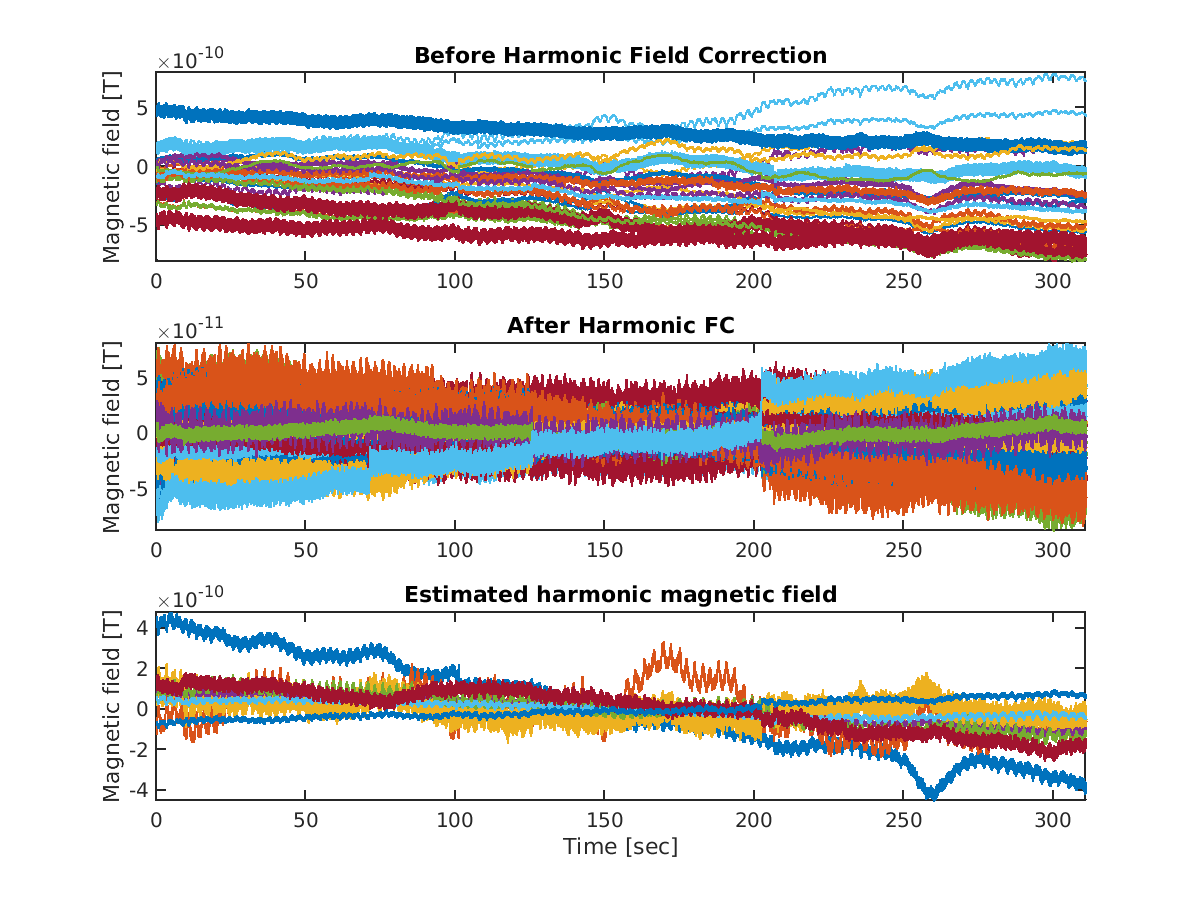 Before Harmonic Field Correction
×10⁻¹⁰
Magnetic field [T]
5
0
-5
0 50 100 150 200 250 300
After Harmonic FC
×10⁻¹¹
Magnetic field [T]
5
0
-5
0 50 100 150 200 250 300
Estimated harmonic magnetic field
×10⁻¹⁰
Magnetic field [T]
4
2
0
-2
-4
0 50 100 150 200 250 300
Time [sec]